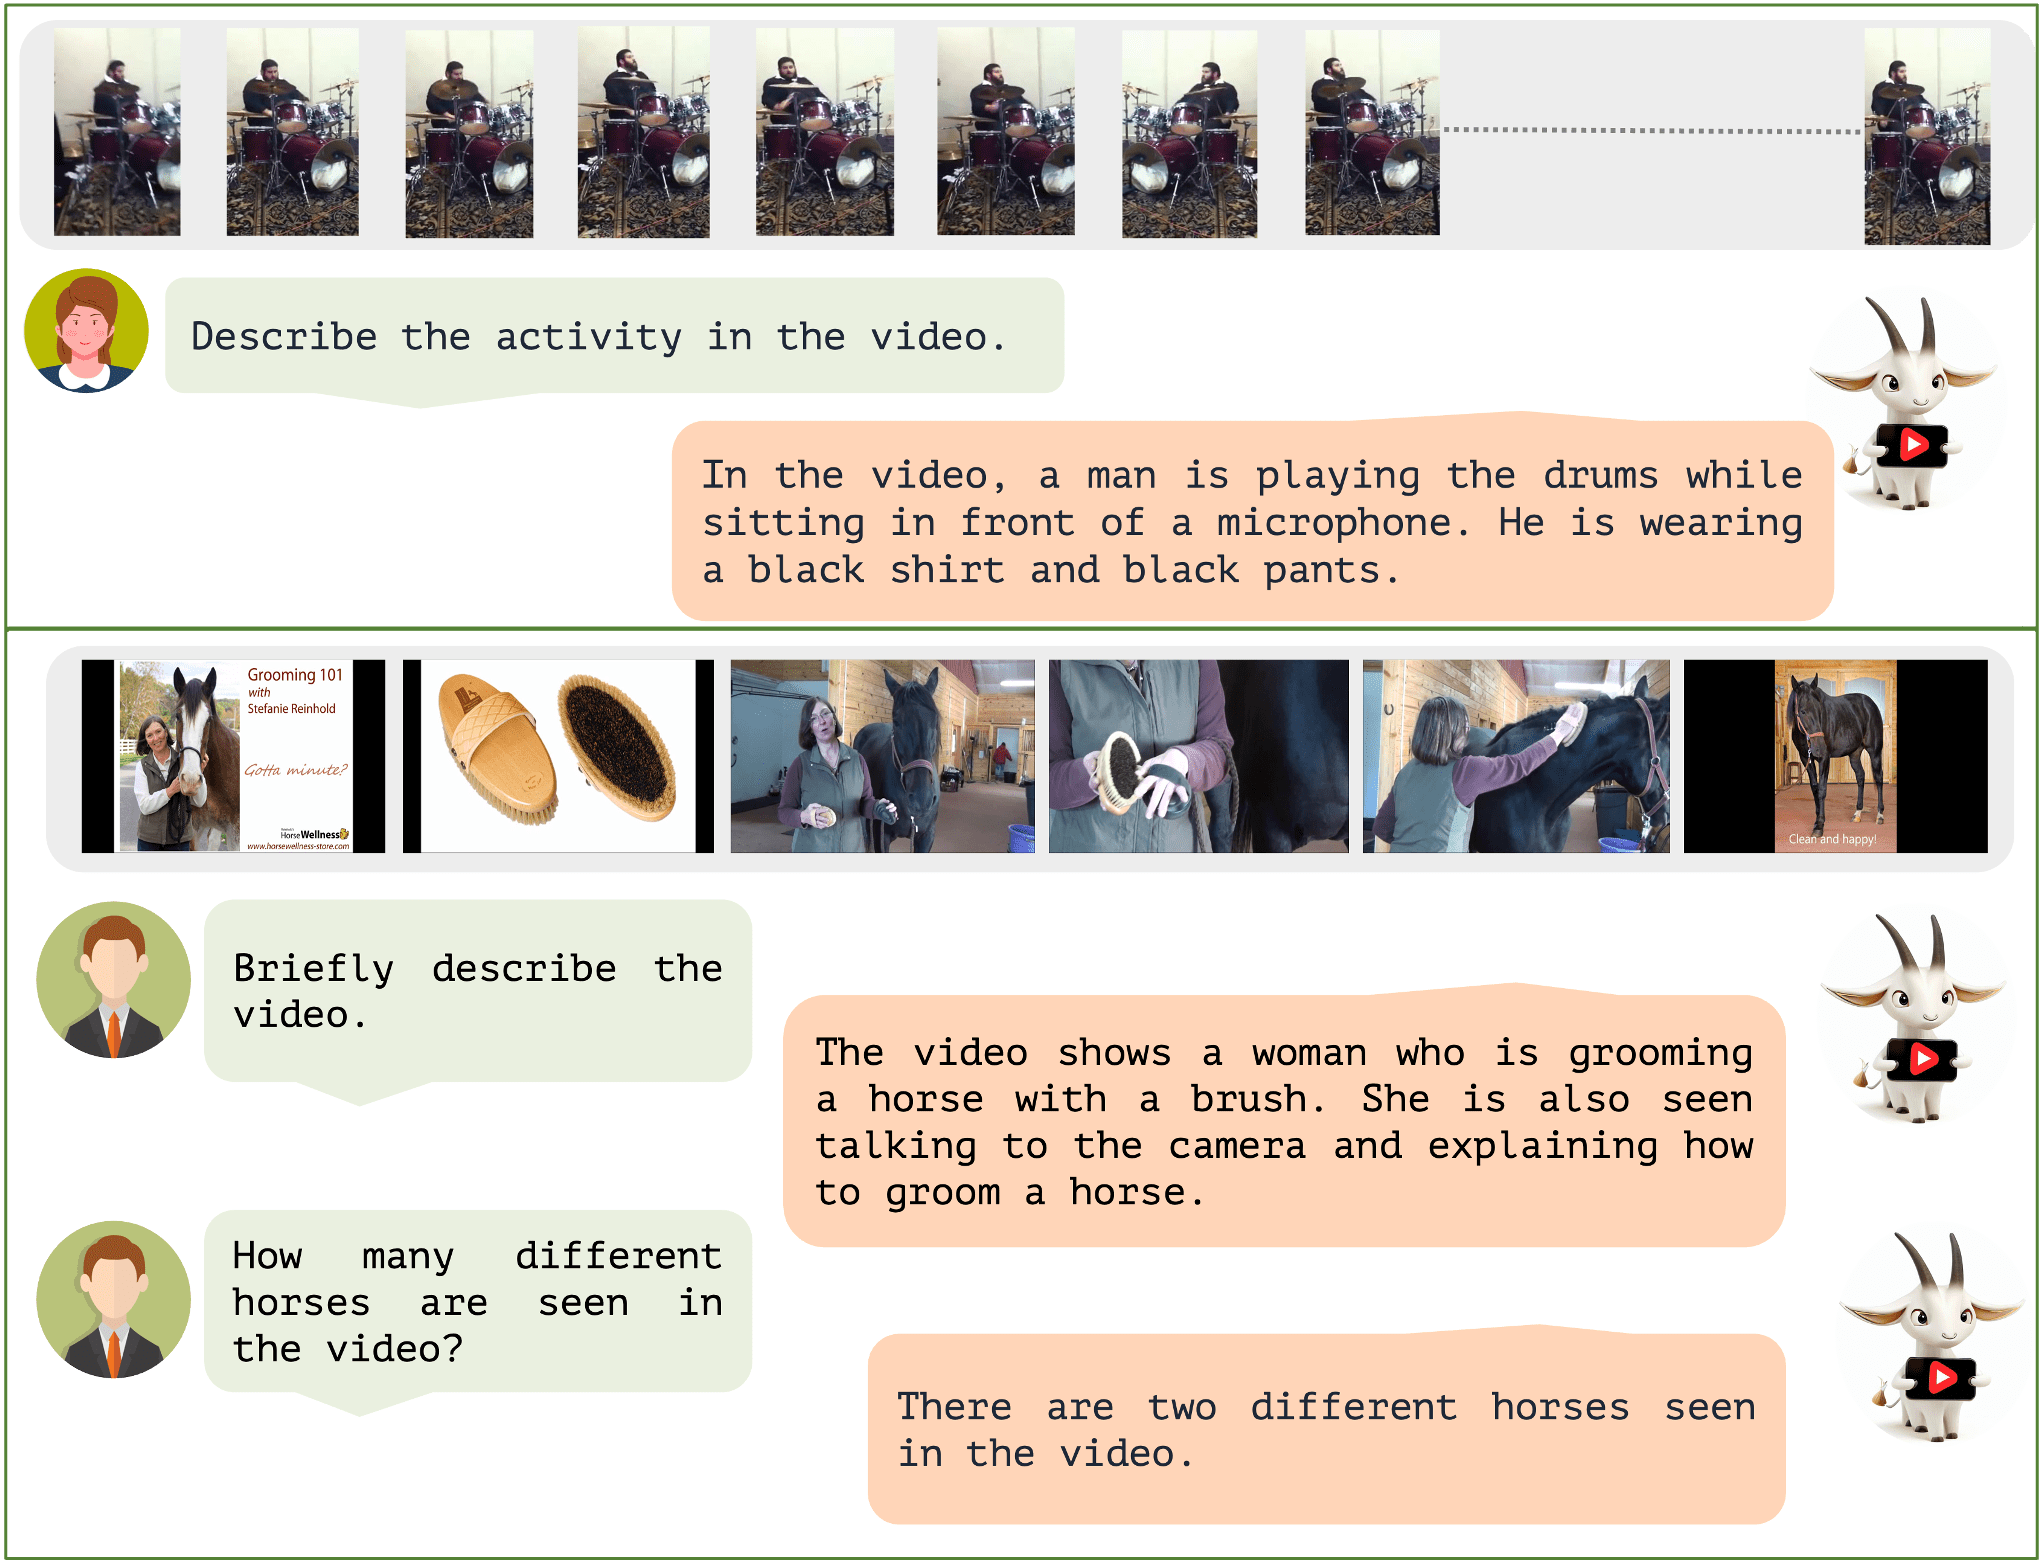 Describe the activity in the video.
In the video, a man is playing the drums while
sitting in front of a microphone. He is wearing
a black shirt and black pants.
Grooming 101
with
Stefanie Reinhold
Gotta minute?
HorseWellness
www.horsewellness-store.com
Clean and happy!
Briefly describe the
video.
The video shows a woman who is grooming
a horse with a brush. She is also seen
talking to the camera and explaining how
to groom a horse.
How many different
horses are seen in
the video?
There are two different horses seen
in the video.